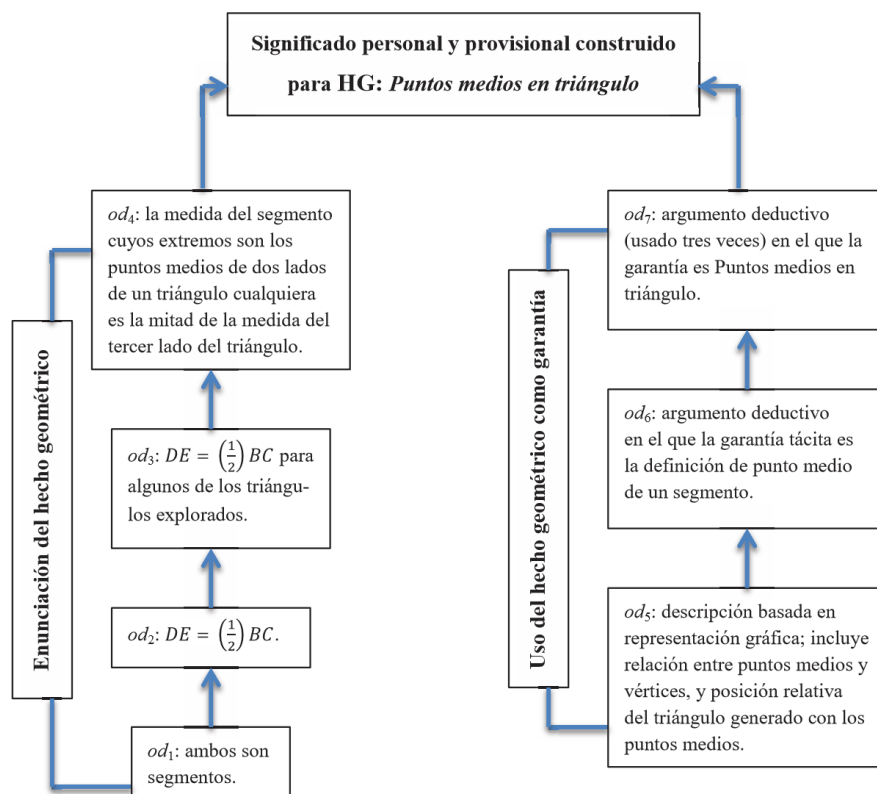 Significado personal y provisional construido
para HG: Puntos medios en triángulo
Enunciación del hecho geométrico
od4: la medida del segmento
cuyos extremos son los
puntos medios de dos lados
de un triángulo cualquiera
es la mitad de la medida del
tercer lado del triángulo.
od3: DE = (1/2) BC para
algunos de los triángu-
los explorados.
od2: DE = (1/2) BC.
od1: ambos son
segmentos.
Uso del hecho geométrico como garantía
od7: argumento deductivo
(usado tres veces) en el que la
garantía es Puntos medios en
triángulo.
od6: argumento deductivo
en el que la garantía tácita es
la definición de punto medio
de un segmento.
od5: descripción basada en
representación gráfica; incluye
relación entre puntos medios y
vértices, y posición relativa
del triángulo generado con los
puntos medios.